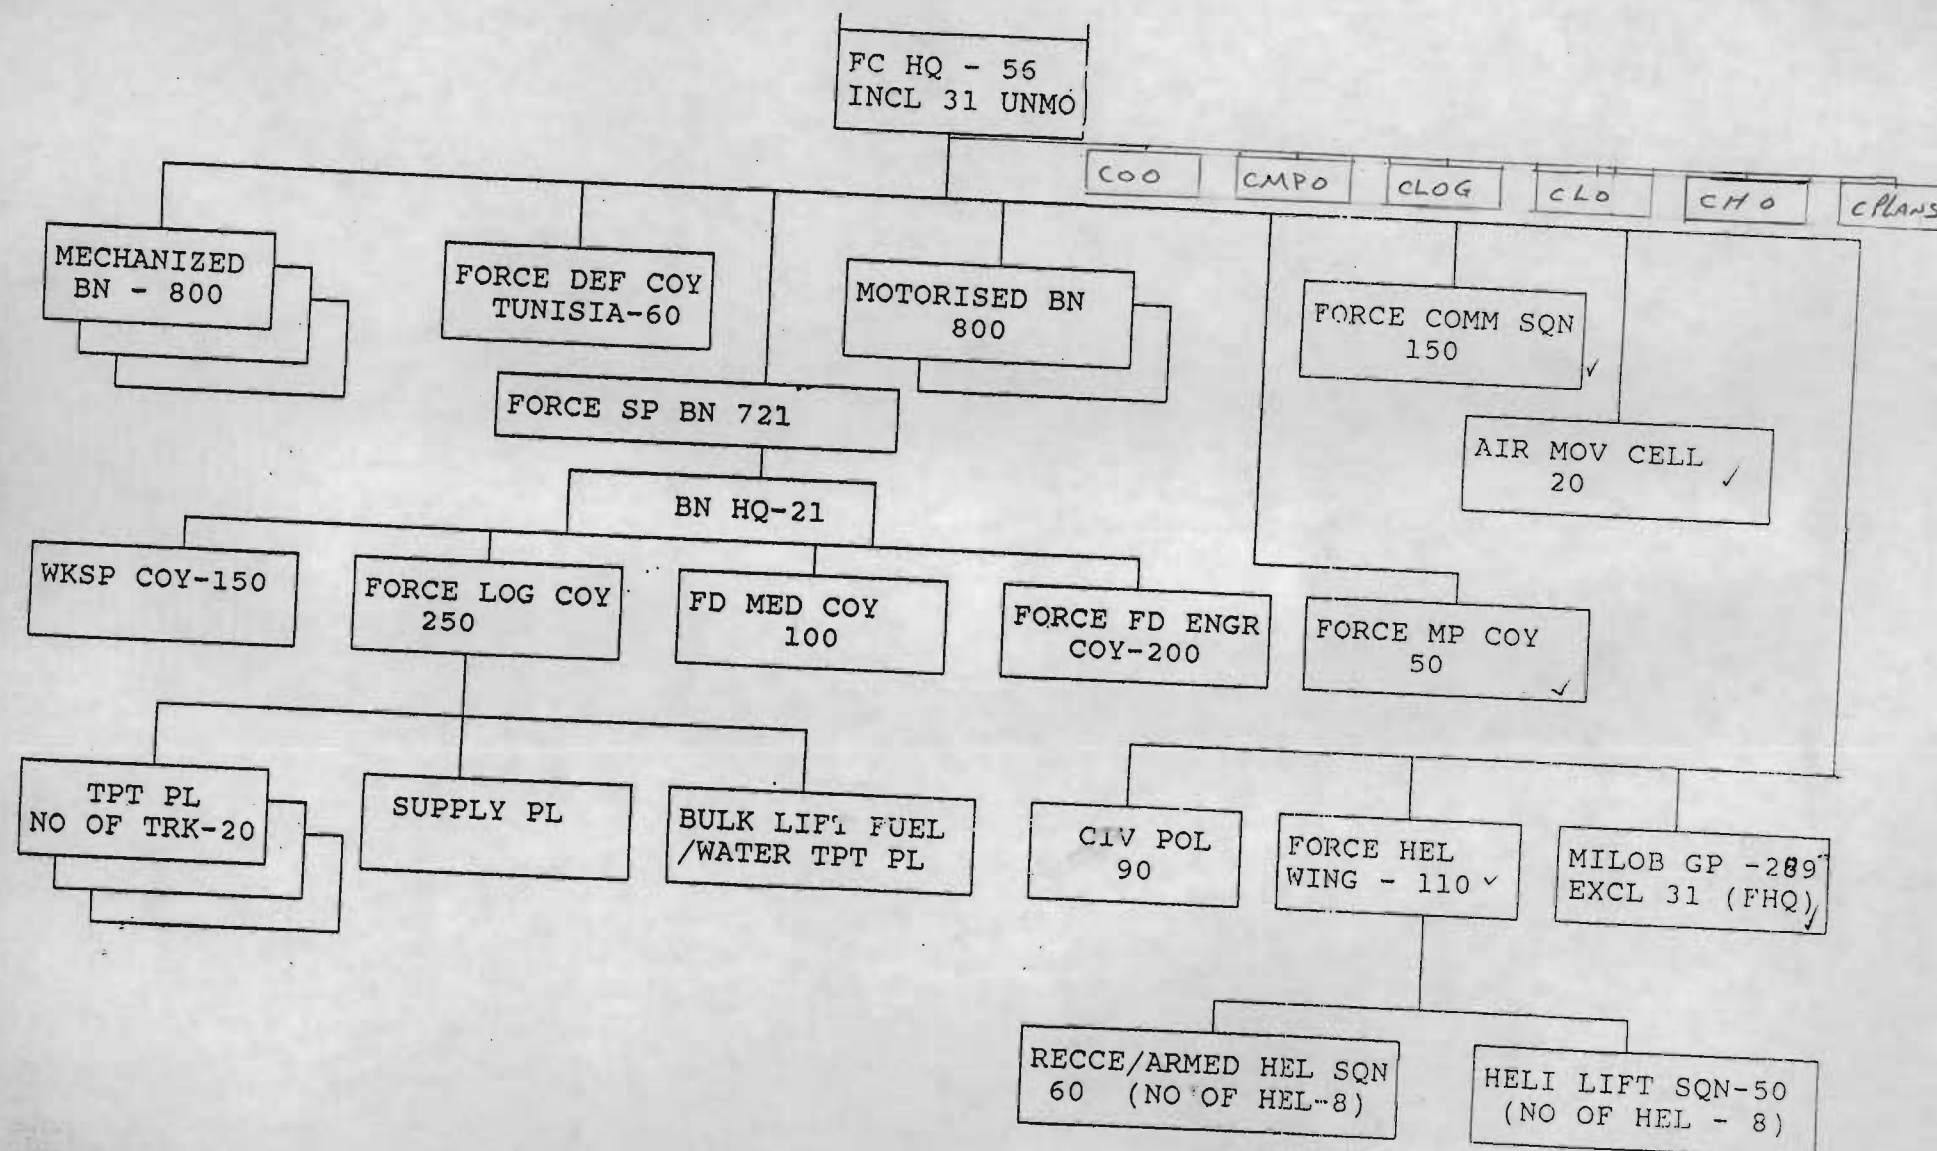 FC HQ - 56
INCL 31 UNMO
COO
CMPO
CLOG
CLO
CHO
CPLANS
MECHANIZED
BN - 800
FORCE DEF COY
TUNISIA-60
MOTORISED BN
800
FORCE COMM SQN
150
FORCE SP BN 721
AIR MOV CELL
20
BN HQ-21
WKSP COY-150
FORCE LOG COY
250
FD MED COY
100
FORCE FD ENGR
COY-200
FORCE MP COY
50
TPT PL
NO OF TRK-20
SUPPLY PL
BULK LIFT FUEL
/WATER TPT PL
CIV POL
90
FORCE HEL
WING - 110
MILOB GP -289
EXCL 31 (FHQ)
RECCE/ARMED HEL SQN
60 (NO OF HEL-8)
HELI LIFT SQN-50
(NO OF HEL - 8)